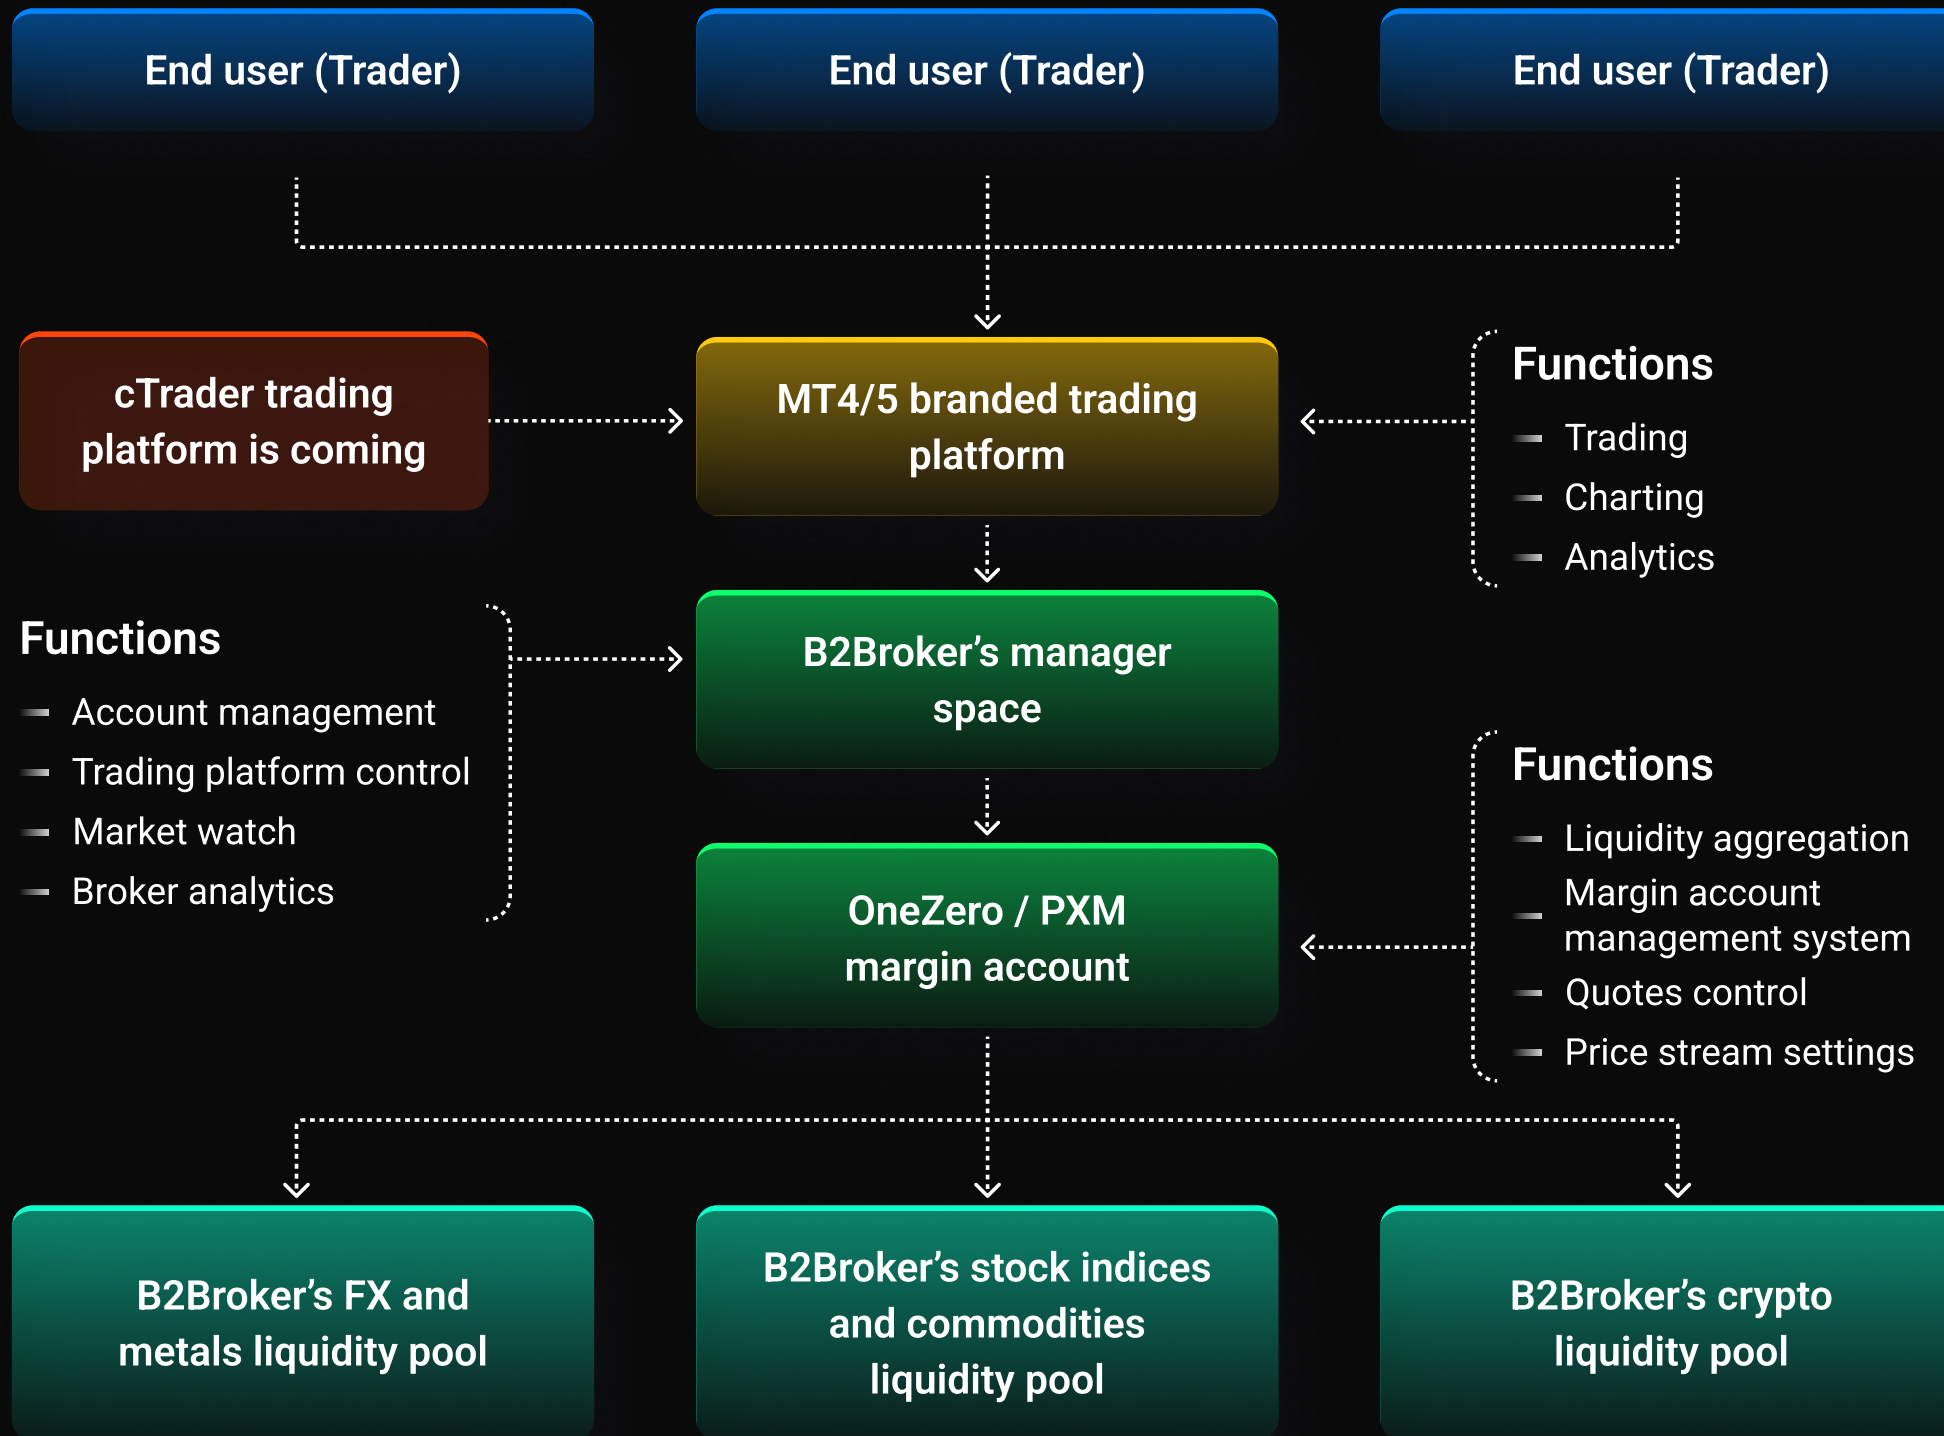 End user (Trader)
End user (Trader)
End user (Trader)
cTrader trading
platform is coming
MT4/5 branded trading
platform
Functions
Trading
Charting
Analytics
Functions
Account management
Trading platform control
Market watch
Broker analytics
B2Broker’s manager
space
OneZero / PXM
margin account
Functions
Liquidity aggregation
Margin account
management system
Quotes control
Price stream settings
B2Broker’s FX and
metals liquidity pool
B2Broker’s stock indices
and commodities
liquidity pool
B2Broker’s crypto
liquidity pool